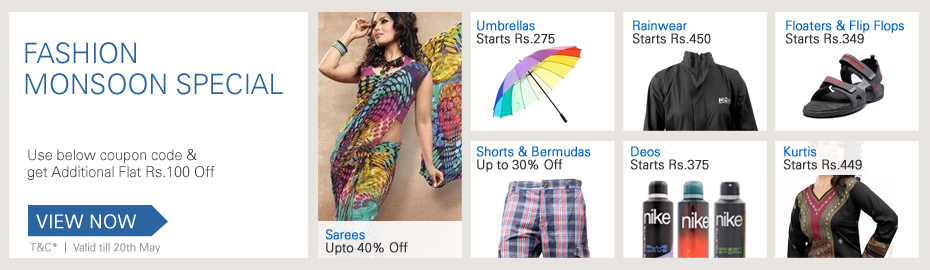 FASHION
MONSOON SPECIAL
Use below coupon code &
get Additional Flat Rs.100 Off
VIEW NOW
T&C* | Valid till 20th May
Sarees
Upto 40% Off
Umbrellas
Starts Rs.275
Rainwear
Starts Rs.450
Floaters & Flip Flops
Starts Rs.349
Shorts & Bermudas
Up to 30% Off
Deos
Starts Rs.375
nike
nike
nike
Kurtis
Starts Rs.449